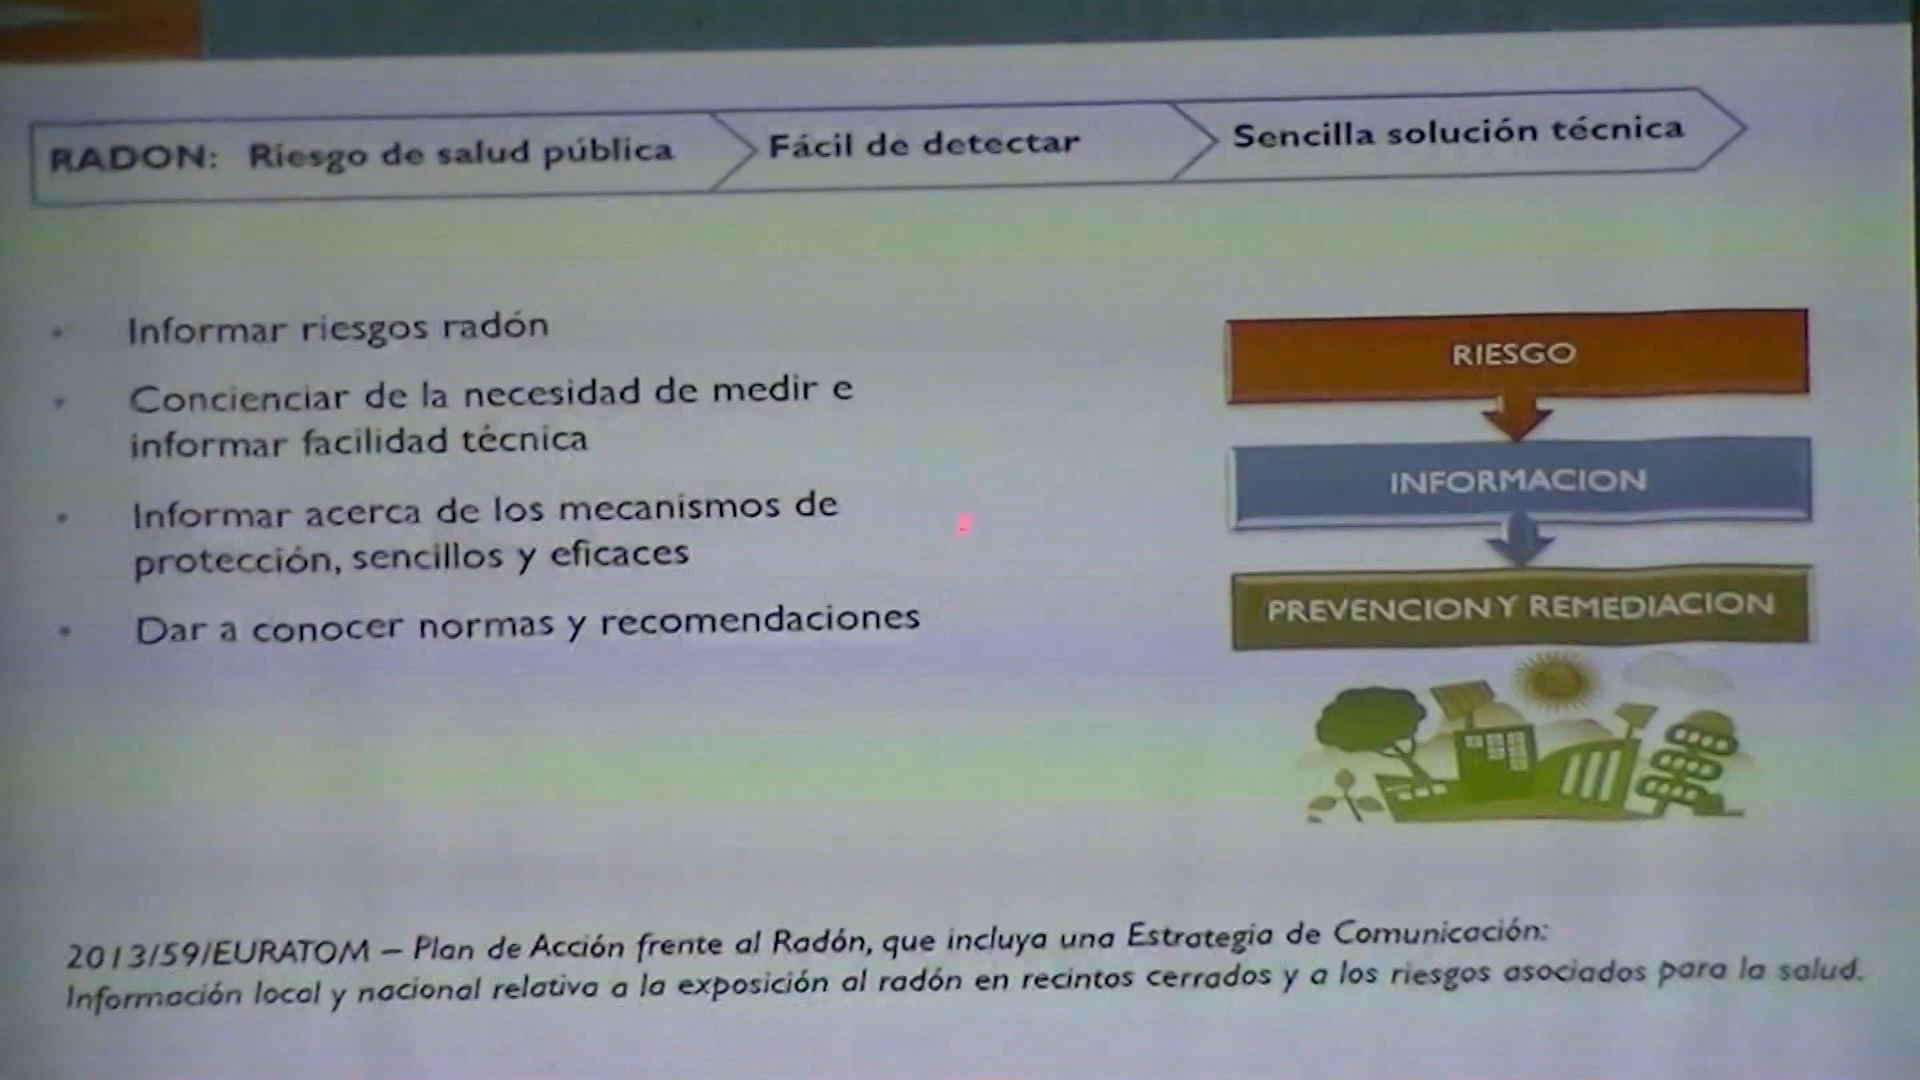 RADON: Riesgo de salud pública
Fácil de detectar
Sencilla solución técnica
• Informar riesgos radón
• Concienciar de la necesidad de medir e
informar facilidad técnica
• Informar acerca de los mecanismos de
protección, sencillos y eficaces
• Dar a conocer normas y recomendaciones
RIESGO
INFORMACION
PREVENCION Y REMEDIACION
2013/59/EURATOM – Plan de Acción frente al Radón, que incluya una Estrategia de Comunicación:
Información local y nacional relativa a la exposición al radón en recintos cerrados y a los riesgos asociados para la salud.